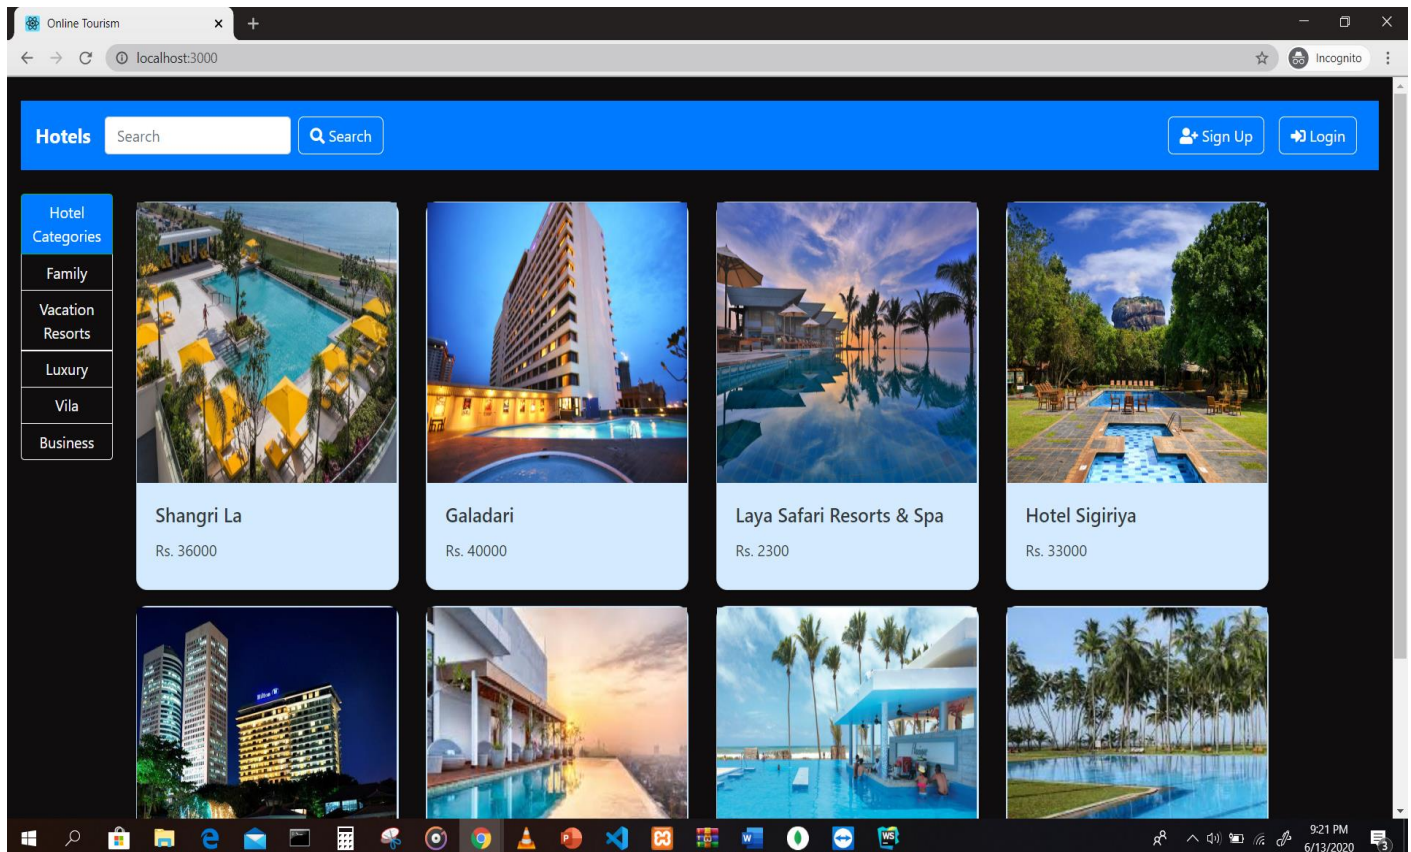 Online Tourism
localhost:3000
Incognito
Hotels
Search
Search
Sign Up
Login
Hotel
Categories
Family
Vacation
Resorts
Luxury
Vila
Business
Shangri La
Rs. 36000
Galadari
Rs. 40000
Laya Safari Resorts & Spa
Rs. 2300
Hotel Sigiriya
Rs. 33000
Hilton
9:21 PM
6/13/2020
3